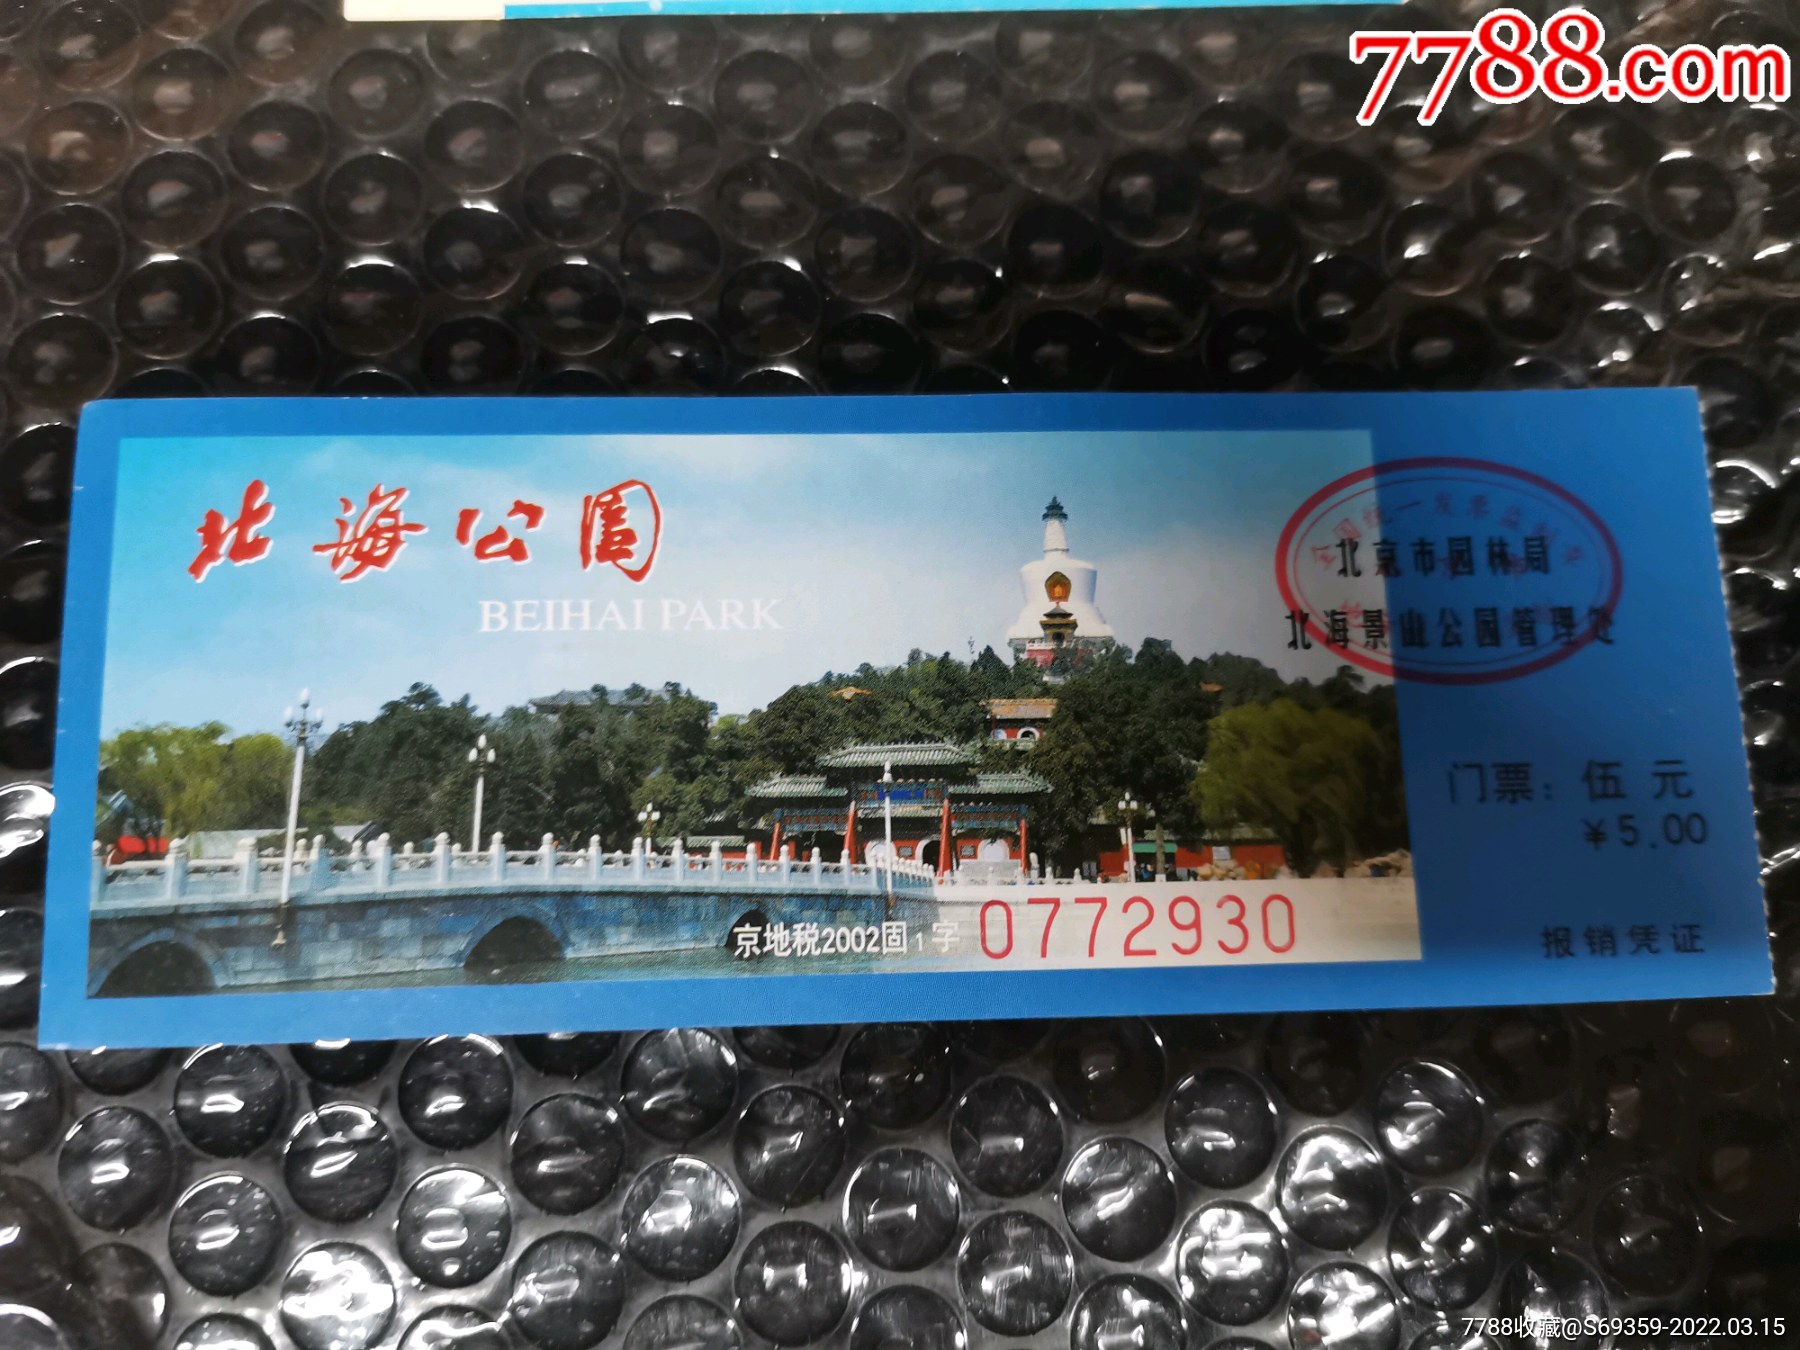 7788.com
北海公园
BEIHAI PARK
北京市园林局
北海景山公园管理处
门票：伍元
¥5.00
京地税2002固1字 0772930
报销凭证
7788收藏@S69359-2022.03.15